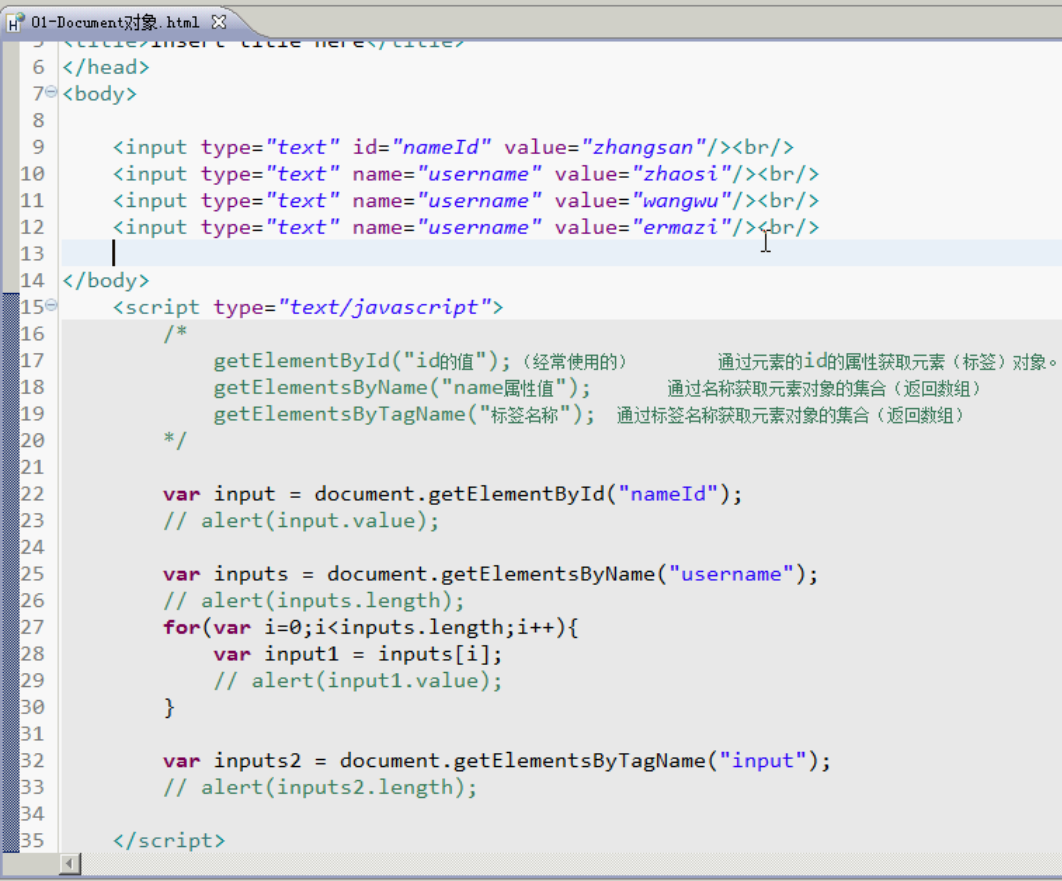 01-Document对象.html
5 <title>Insert title here</title>
6 </head>
7 <body>
8
9 <input type="text" id="nameId" value="zhangsan"/><br/>
10 <input type="text" name="username" value="zhaosi"/><br/>
11 <input type="text" name="username" value="wangwu"/><br/>
12 <input type="text" name="username" value="ermazi"/><br/>
13
14 </body>
15 <script type="text/javascript">
16 /*
17 getElementById("id的值"); (经常使用的) 通过元素的id的属性获取元素（标签）对象。
18 getElementsByName("name属性值"); 通过名称获取元素对象的集合（返回数组）
19 getElementsByTagName("标签名称"); 通过标签名称获取元素对象的集合（返回数组）
20 */
21
22 var input = document.getElementById("nameId");
23 // alert(input.value);
24
25 var inputs = document.getElementsByName("username");
26 // alert(inputs.length);
27 for(var i=0;i<inputs.length;i++){
28 var input1 = inputs[i];
29 // alert(input1.value);
30 }
31
32 var inputs2 = document.getElementsByTagName("input");
33 // alert(inputs2.length);
34
35 </script>